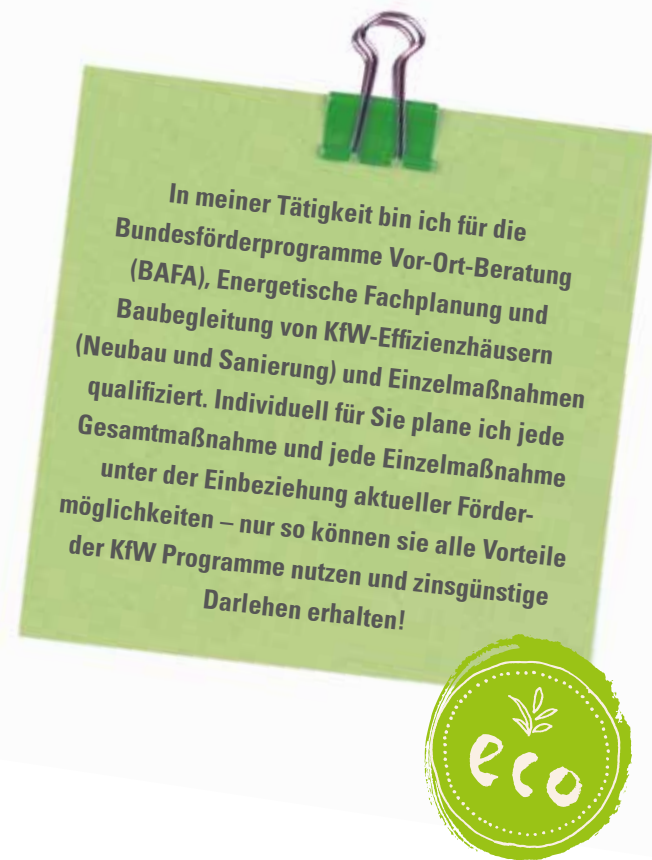 In meiner Tätigkeit bin ich für die
Bundesförderprogramme Vor-Ort-Beratung
(BAFA), Energetische Fachplanung und
Baubegleitung von KfW-Effizienzhäusern
(Neubau und Sanierung) und Einzelmaßnahmen
qualifiziert. Individuell für Sie plane ich jede
Gesamtmaßnahme und jede Einzelmaßnahme
unter der Einbeziehung aktueller Förder-
möglichkeiten – nur so können sie alle Vorteile
der KfW Programme nutzen und zinsgünstige
Darlehen erhalten!
eco